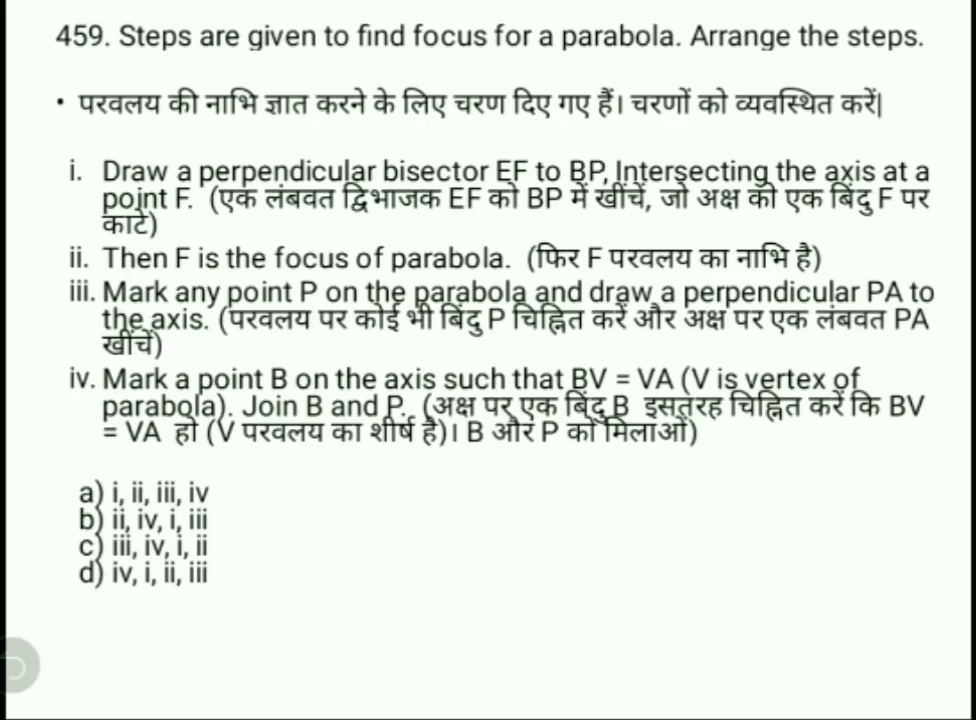 459. Steps are given to find focus for a parabola. Arrange the steps.
• परवलय की नाभि ज्ञात करने के लिए चरण दिए गए हैं। चरणों को व्यवस्थित करें|
i. Draw a perpendicular bisector EF to BP, Intersecting the axis at a
point F. (एक लंबवत द्विभाजक EF को BP में खींचें, जो अक्ष को एक बिंदु F पर
काटे)
ii. Then F is the focus of parabola. (फिर F परवलय का नाभि है)
iii. Mark any point P on the parabola and draw a perpendicular PA to
the axis. (परवलय पर कोई भी बिंदु P चिह्नित करें और अक्ष पर एक लंबवत PA
खींचें)
iv. Mark a point B on the axis such that BV = VA (V is vertex of
parabola). Join B and P. (अक्ष पर एक बिंदु B इसतरह चिह्नित करें कि BV
= VA हो (V परवलय का शीर्ष है)। B और P को मिलाओ)
a) i, ii, iii, iv
b) ii, iv, i, iii
c) iii, iv, i, ii
d) iv, i, ii, iii